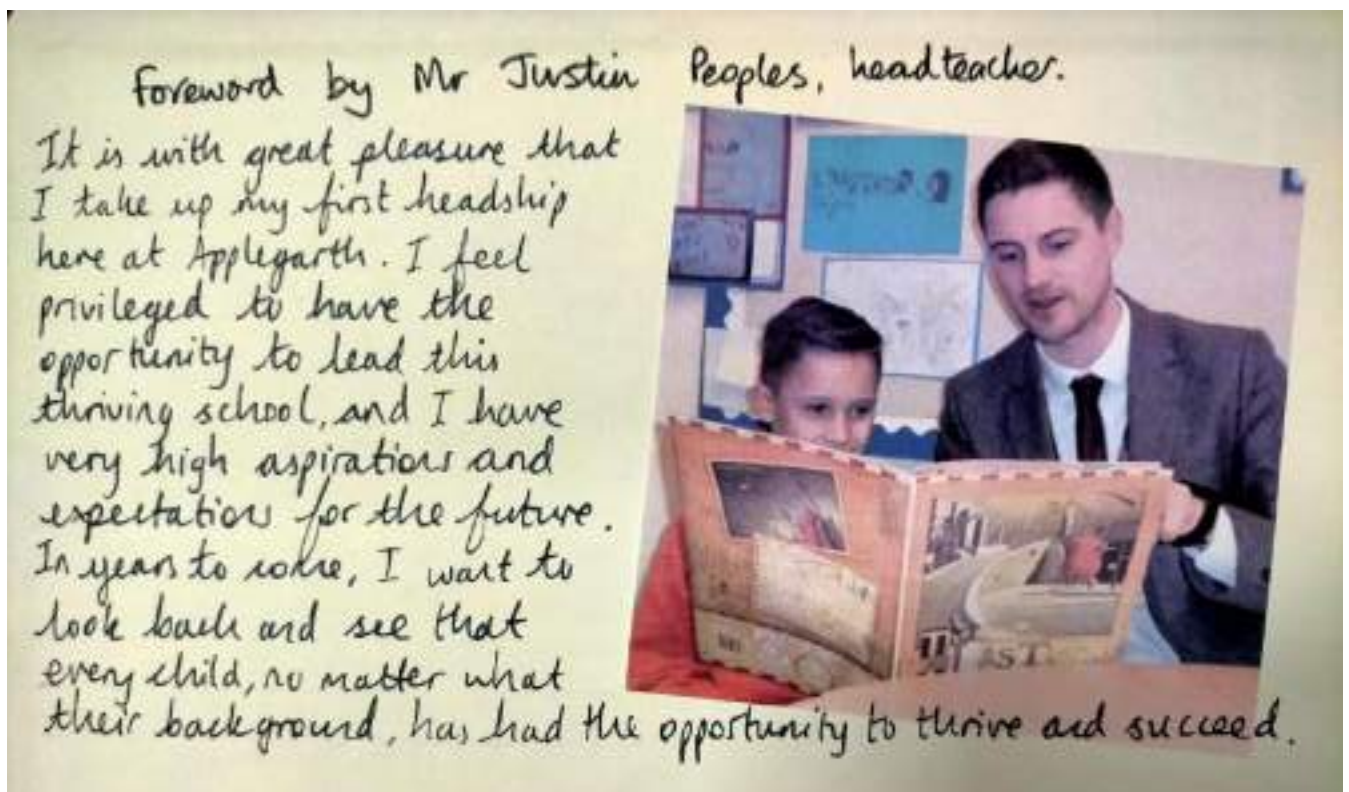 Foreword by Mr Justin Peoples, headteacher.
It is with great pleasure that
I take up my first headship
here at Applegarth. I feel
privileged to have the
opportunity to lead this
thriving school, and I have
very high aspirations and
expectations for the future.
In years to come, I want to
look back and see that
every child, no matter what
their background, has had the opportunity to thrive and succeed.